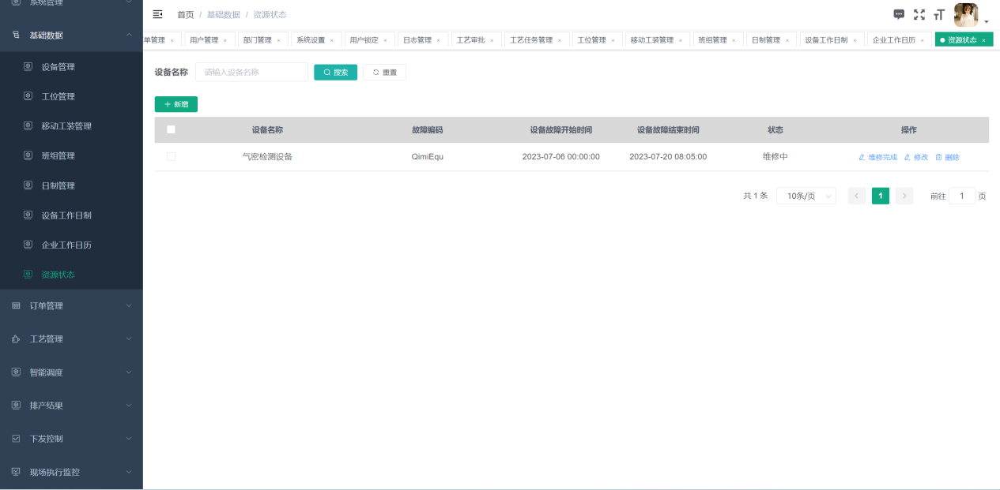 系统管理
基础数据
设备管理
工位管理
移动工装管理
班组管理
日制管理
设备工作日制
企业工作日历
资源状态
订单管理
工艺管理
智能调度
排产结果
下发控制
现场执行监控
首页 / 基础数据 / 资源状态
单管理 × 用户管理 × 部门管理 × 系统设置 × 用户锁定 × 日志管理 × 工艺审批 × 工艺任务管理 × 工位管理 × 移动工装管理 × 班组管理 × 日制管理 × 设备工作日制 × 企业工作日历 × 资源状态 ×
设备名称 请输入设备名称 搜索 重置
+ 新增
设备名称 故障编码 设备故障开始时间 设备故障结束时间 状态 操作
气密检测设备 QimiEqu 2023-07-06 00:00:00 2023-07-20 08:05:00 维修中 维修完成 修改 删除
共 1 条 10条/页 < 1 > 前往 1 页